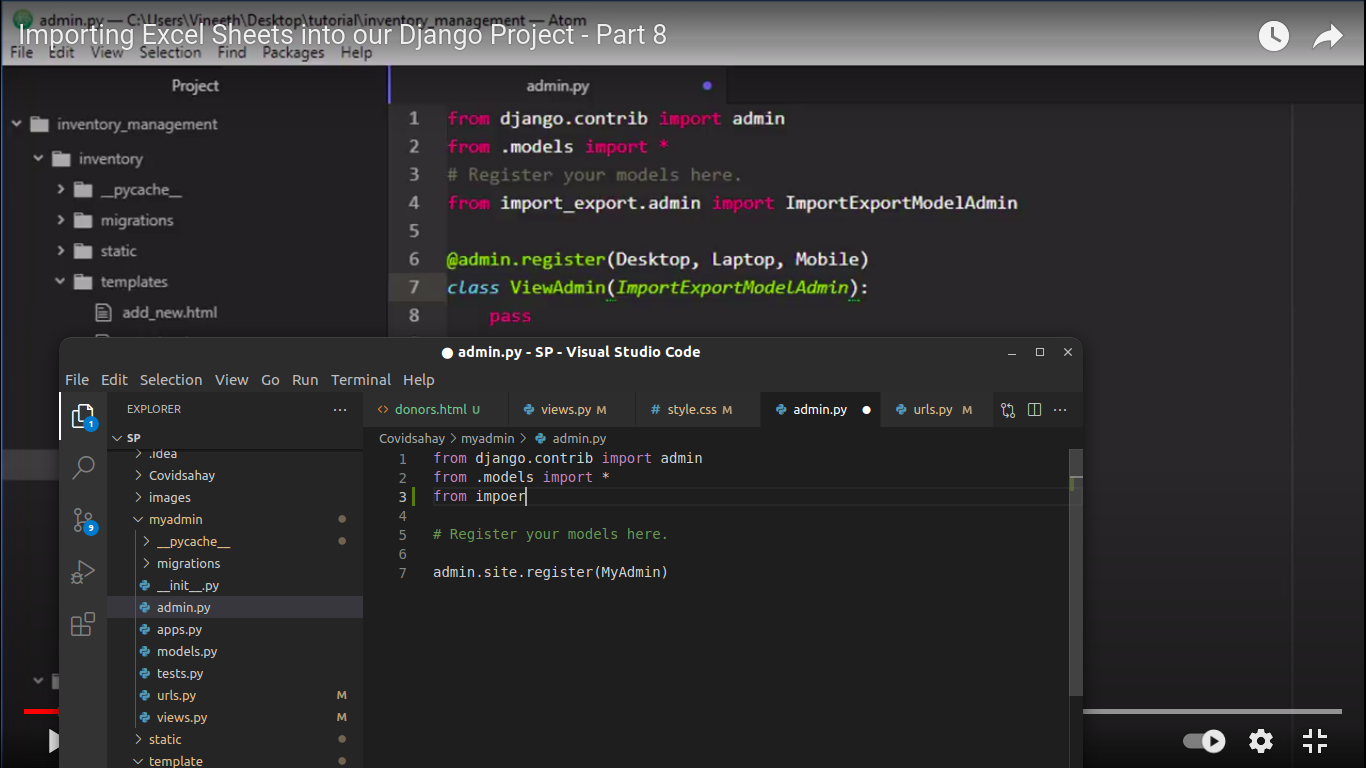 admin.py — C:\Users\Vineeth\Desktop\tutorial\inventory_management — Atom
Importing Excel Sheets into our Django Project - Part 8
File Edit View Selection Find Packages Help
Project
admin.py
inventory_management
inventory
__pycache__
migrations
static
templates
add_new.html
1 from django.contrib import admin
2 from .models import *
3 # Register your models here.
4 from import_export.admin import ImportExportModelAdmin
5
6 @admin.register(Desktop, Laptop, Mobile)
7 class ViewAdmin(ImportExportModelAdmin):
8 pass
● admin.py - SP - Visual Studio Code
File Edit Selection View Go Run Terminal Help
1
9
EXPLORER
SP
.idea
Covidsahay
images
myadmin
__pycache__
migrations
__init__.py
admin.py
apps.py
models.py
tests.py
urls.py M
views.py M
static
template
donors.html U
views.py M
style.css M
admin.py
urls.py M
Covidsahay > myadmin > admin.py
1 from django.contrib import admin
2 from .models import *
3 from impoer
4
5 # Register your models here.
6
7 admin.site.register(MyAdmin)